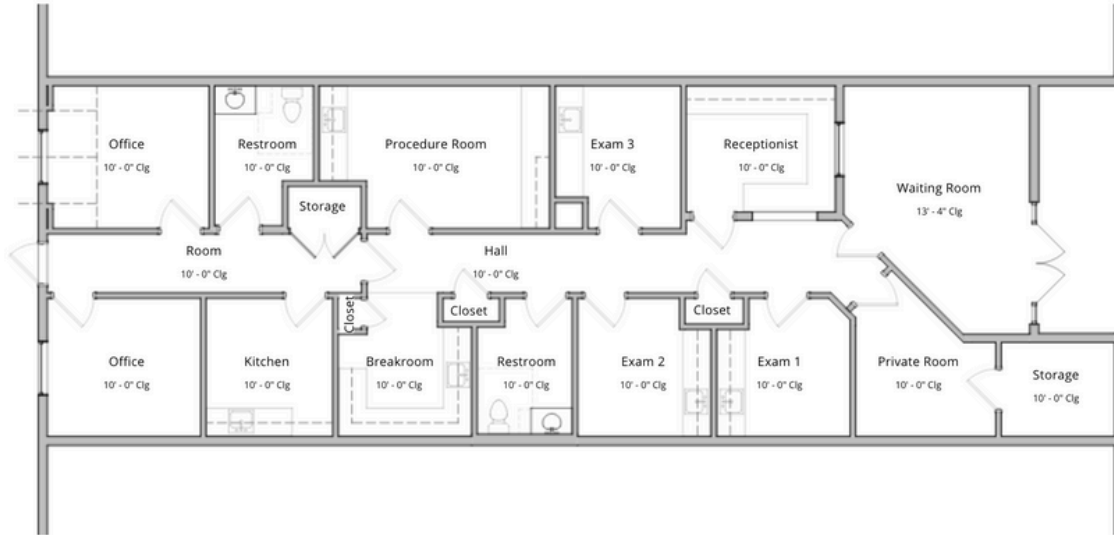 Office
10' - 0" Clg
Restroom
10' - 0" Clg
Procedure Room
10' - 0" Clg
Exam 3
10' - 0" Clg
Receptionist
10' - 0" Clg
Waiting Room
13' - 4" Clg
Storage
Room
10' - 0" Clg
Hall
10' - 0" Clg
Closet
Closet
Closet
Office
10' - 0" Clg
Kitchen
10' - 0" Clg
Breakroom
10' - 0" Clg
Restroom
10' - 0" Clg
Exam 2
10' - 0" Clg
Exam 1
10' - 0" Clg
Private Room
10' - 0" Clg
Storage
10' - 0" Clg